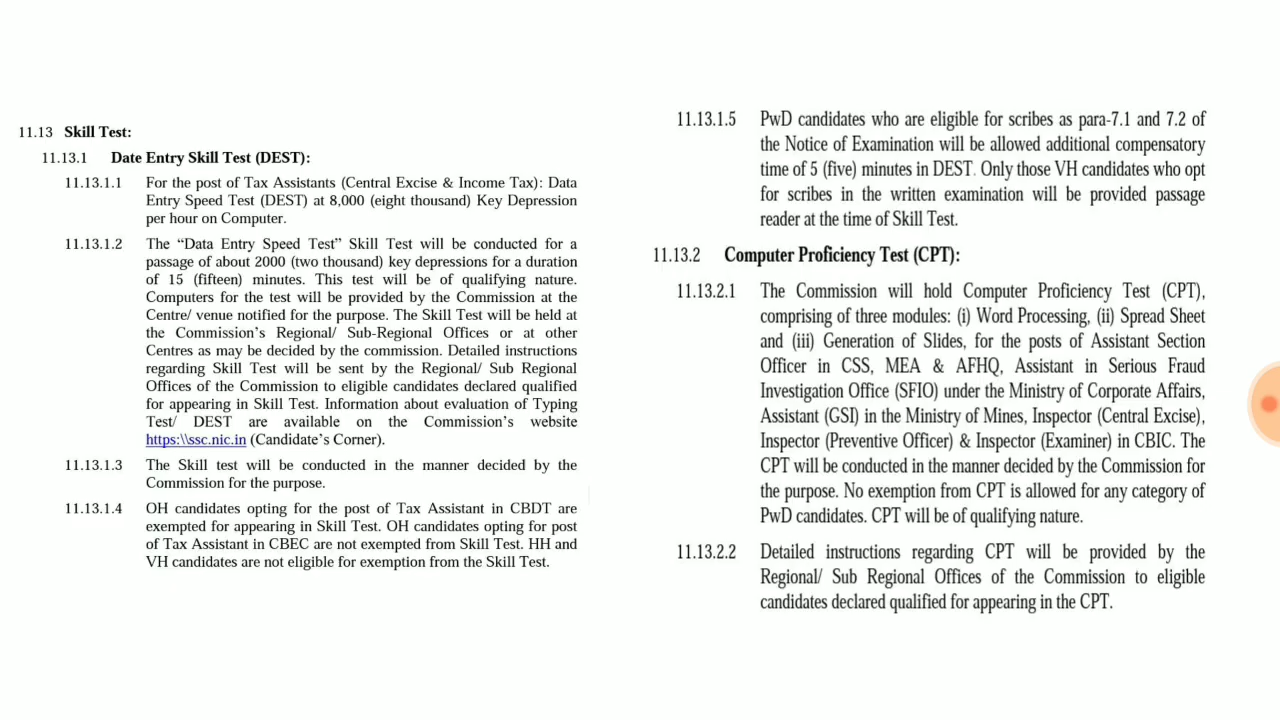 11.13 Skill Test:
11.13.1 Date Entry Skill Test (DEST):
11.13.1.1 For the post of Tax Assistants (Central Excise & Income Tax): Data
Entry Speed Test (DEST) at 8,000 (eight thousand) Key Depression
per hour on Computer.
11.13.1.2 The “Data Entry Speed Test” Skill Test will be conducted for a
passage of about 2000 (two thousand) key depressions for a duration
of 15 (fifteen) minutes. This test will be of qualifying nature.
Computers for the test will be provided by the Commission at the
Centre/ venue notified for the purpose. The Skill Test will be held at
the Commission’s Regional/ Sub-Regional Offices or at other
Centres as may be decided by the commission. Detailed instructions
regarding Skill Test will be sent by the Regional/ Sub Regional
Offices of the Commission to eligible candidates declared qualified
for appearing in Skill Test. Information about evaluation of Typing
Test/ DEST are available on the Commission’s website
https:\\ssc.nic.in (Candidate’s Corner).
11.13.1.3 The Skill test will be conducted in the manner decided by the
Commission for the purpose.
11.13.1.4 OH candidates opting for the post of Tax Assistant in CBDT are
exempted for appearing in Skill Test. OH candidates opting for post
of Tax Assistant in CBEC are not exempted from Skill Test. HH and
VH candidates are not eligible for exemption from the Skill Test.
11.13.1.5 PwD candidates who are eligible for scribes as para-7.1 and 7.2 of
the Notice of Examination will be allowed additional compensatory
time of 5 (five) minutes in DEST. Only those VH candidates who opt
for scribes in the written examination will be provided passage
reader at the time of Skill Test.
11.13.2 Computer Proficiency Test (CPT):
11.13.2.1 The Commission will hold Computer Proficiency Test (CPT),
comprising of three modules: (i) Word Processing, (ii) Spread Sheet
and (iii) Generation of Slides, for the posts of Assistant Section
Officer in CSS, MEA & AFHQ, Assistant in Serious Fraud
Investigation Office (SFIO) under the Ministry of Corporate Affairs,
Assistant (GSI) in the Ministry of Mines, Inspector (Central Excise),
Inspector (Preventive Officer) & Inspector (Examiner) in CBIC. The
CPT will be conducted in the manner decided by the Commission for
the purpose. No exemption from CPT is allowed for any category of
PwD candidates. CPT will be of qualifying nature.
11.13.2.2 Detailed instructions regarding CPT will be provided by the
Regional/ Sub Regional Offices of the Commission to eligible
candidates declared qualified for appearing in the CPT.